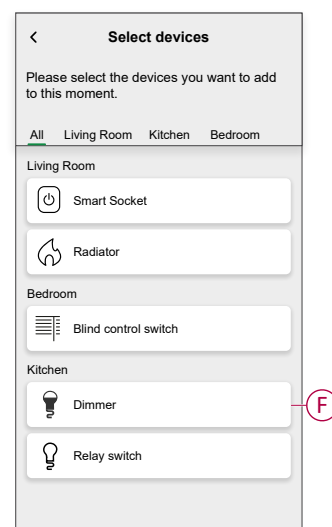 Select devices
Please select the devices you want to add
to this moment.
All Living Room Kitchen Bedroom
Living Room
Smart Socket
Radiator
Bedroom
Blind control switch
Kitchen
Dimmer
F
Relay switch